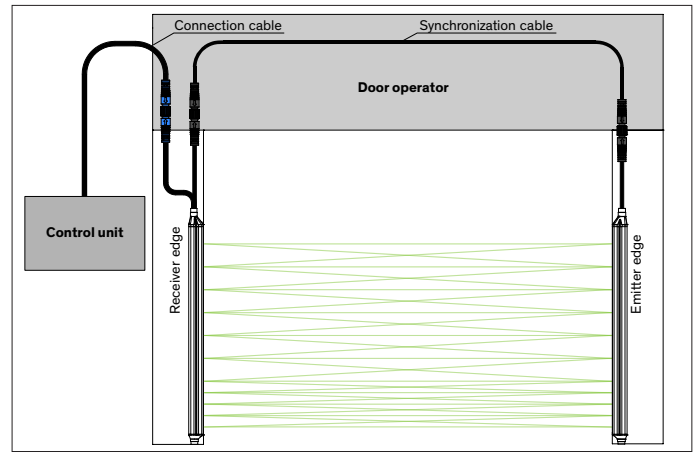 Connection cable
Synchronization cable
Door operator
Control unit
Receiver edge
Emitter edge